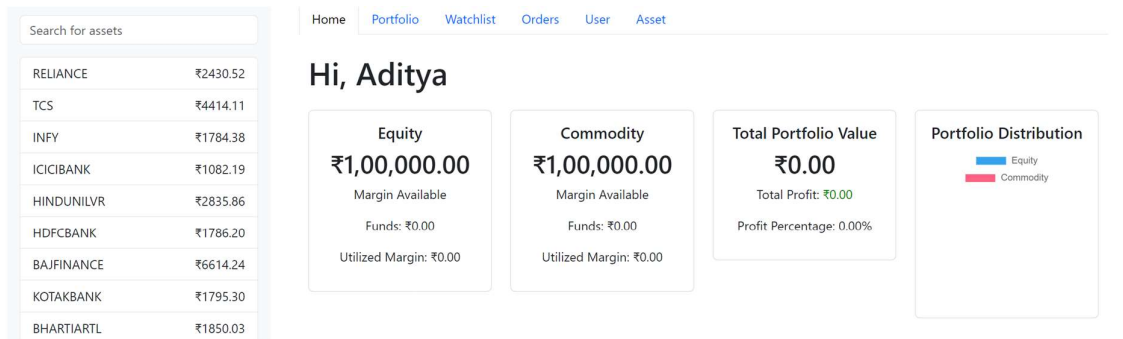 Search for assets
RELIANCE ₹2430.52
TCS ₹4414.11
INFY ₹1784.38
ICICIBANK ₹1082.19
HINDUNILVR ₹2835.86
HDFCBANK ₹1786.20
BAJFINANCE ₹6614.24
KOTAKBANK ₹1795.30
BHARTIARTL ₹1850.03
Home Portfolio Watchlist Orders User Asset
Hi, Aditya
Equity
₹1,00,000.00
Margin Available
Funds: ₹0.00
Utilized Margin: ₹0.00
Commodity
₹1,00,000.00
Margin Available
Funds: ₹0.00
Utilized Margin: ₹0.00
Total Portfolio Value
₹0.00
Total Profit: ₹0.00
Profit Percentage: 0.00%
Portfolio Distribution
Equity
Commodity